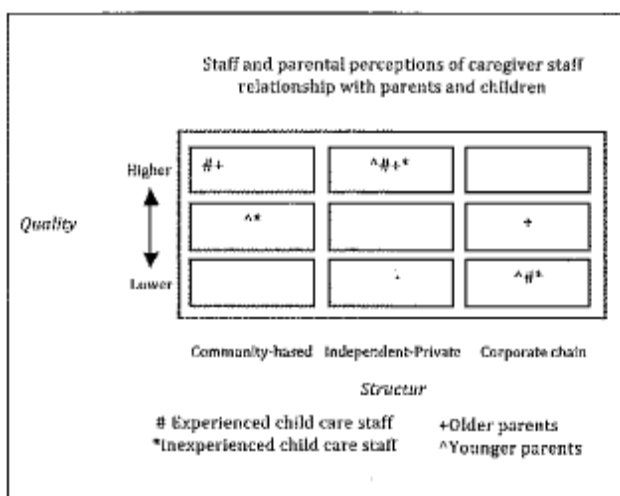 Staff and parental perceptions of caregiver staff
relationship with parents and children
Higher
#+
^#+*
Quality
^*
+
Lower
^#*
Community-based Independent-Private Corporate chain
Structur
# Experienced child care staff +Older parents
*Inexperienced child care staff ^Younger parents